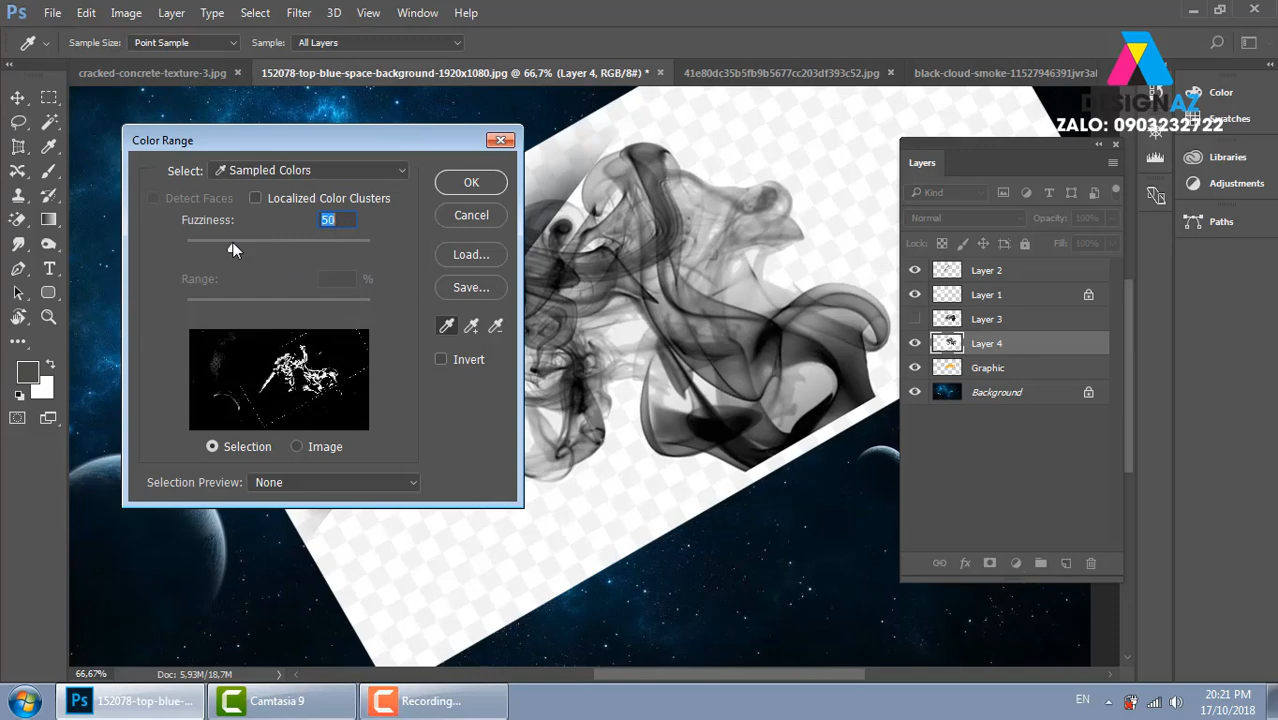 Ps File Edit Image Layer Type Select Filter 3D View Window Help
Sample Size: Point Sample Sample: All Layers
cracked-concrete-texture-3.jpg 152078-top-blue-space-background-1920x1080.jpg @ 66,7% (Layer 4, RGB/8#) * 41e80dc35b5fb9b5677cc203df393c52.jpg black-cloud-smoke-11527946391jvr3al
DESIGNAZ
ZALO: 0903232722
Color
Swatches
Libraries
Adjustments
Paths
Color Range
Select: Sampled Colors
Detect Faces Localized Color Clusters
Fuzziness: 50
Range: %
Selection Image
Selection Preview: None
OK
Cancel
Load...
Save...
Invert
Layers
Kind
Normal Opacity: 100%
Lock: Fill: 100%
Layer 2
Layer 1
Layer 3
Layer 4
Graphic
Background
fx
66,67% Doc: 5,93M/18,7M
Ps 152078-top-blue-... Camtasia 9 Recording... EN 20:21 PM
17/10/2018